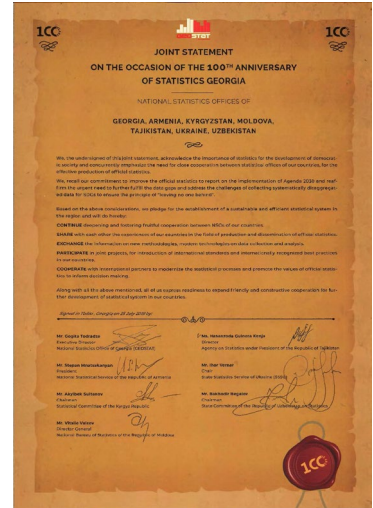 100
GEOSTAT
100
JOINT STATEMENT
ON THE OCCASION OF THE 100TH ANNIVERSARY
OF STATISTICS GEORGIA
NATIONAL STATISTICS OFFICES OF
GEORGIA, ARMENIA, KYRGYZSTAN, MOLDOVA,
TAJIKISTAN, UKRAINE, UZBEKISTAN
We, the undersigned of this joint statement, acknowledge the importance of statistics for the development of democracy
in society and concurrently emphasize the need for close cooperation between statistical offices of our countries, for the
effective production of official statistics.
We, recall our commitment to improve the official statistics to report on the implementation of Agenda 2030 and
the urgent need to further fulfill the data gaps and address the challenges of collecting systematically
data for SDGs to ensure the principle of "leaving no one behind".
Based on the above considerations, we pledge for the establishment of a sustainable and efficient statistical system in
the region and will do hereby:
CONTINUE deepening and fostering fruitful cooperation between NSOs of our countries
SHARE with each other the experiences of our countries in the field of production and dissemination of official statistics.
EXCHANGE the information on new methodologies, modern technologies on data collection and analysis
PARTICIPATE in joint projects, for introduction of international standards and internationally recognized best practices
in our countries.
COOPERATE with international partners to modernize the statistical processes and promote the values of official statistics
to inform decision making.
Along with all the above mentioned, all of us express readiness to expend friendly and constructive cooperation for
further development of statistical system in our countries.
Signed in Tbilisi, Georgia on July 2019 by:
Mr. Gogita Todradze
Executive Director
National Statistics Office of Georgia (GEOSTAT)
Director
Agency on Statistics under President of the Republic of Tajikistan
Mr. Stepan Mnatsakanyan
President
National Statistical Service of the Republic of Armenia
Mr. Ihor Verner
Chair
State Statistics Service of Ukraine
Mr. Akylbek Sultanov
Chairman
National Statistical Committee of the Kyrgyz Republic
Mr. Bakhodir Begalov
Chairman
State Committee of the Republic of Uzbekistan on Statistics
Mr. Vitalie Valcov
Director General
National Bureau of Statistics of the Republic of Moldova
100